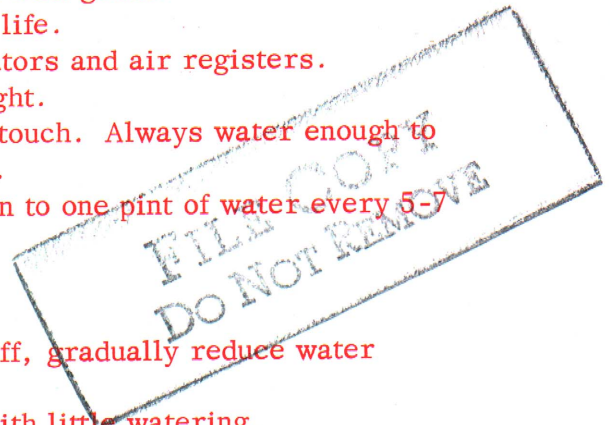 life.
tors and air registers.
ght.
touch. Always water enough to
n to one pint of water every 5-7
FILE COPY
DO NOT REMOVE
ff, gradually reduce water
ith little watering